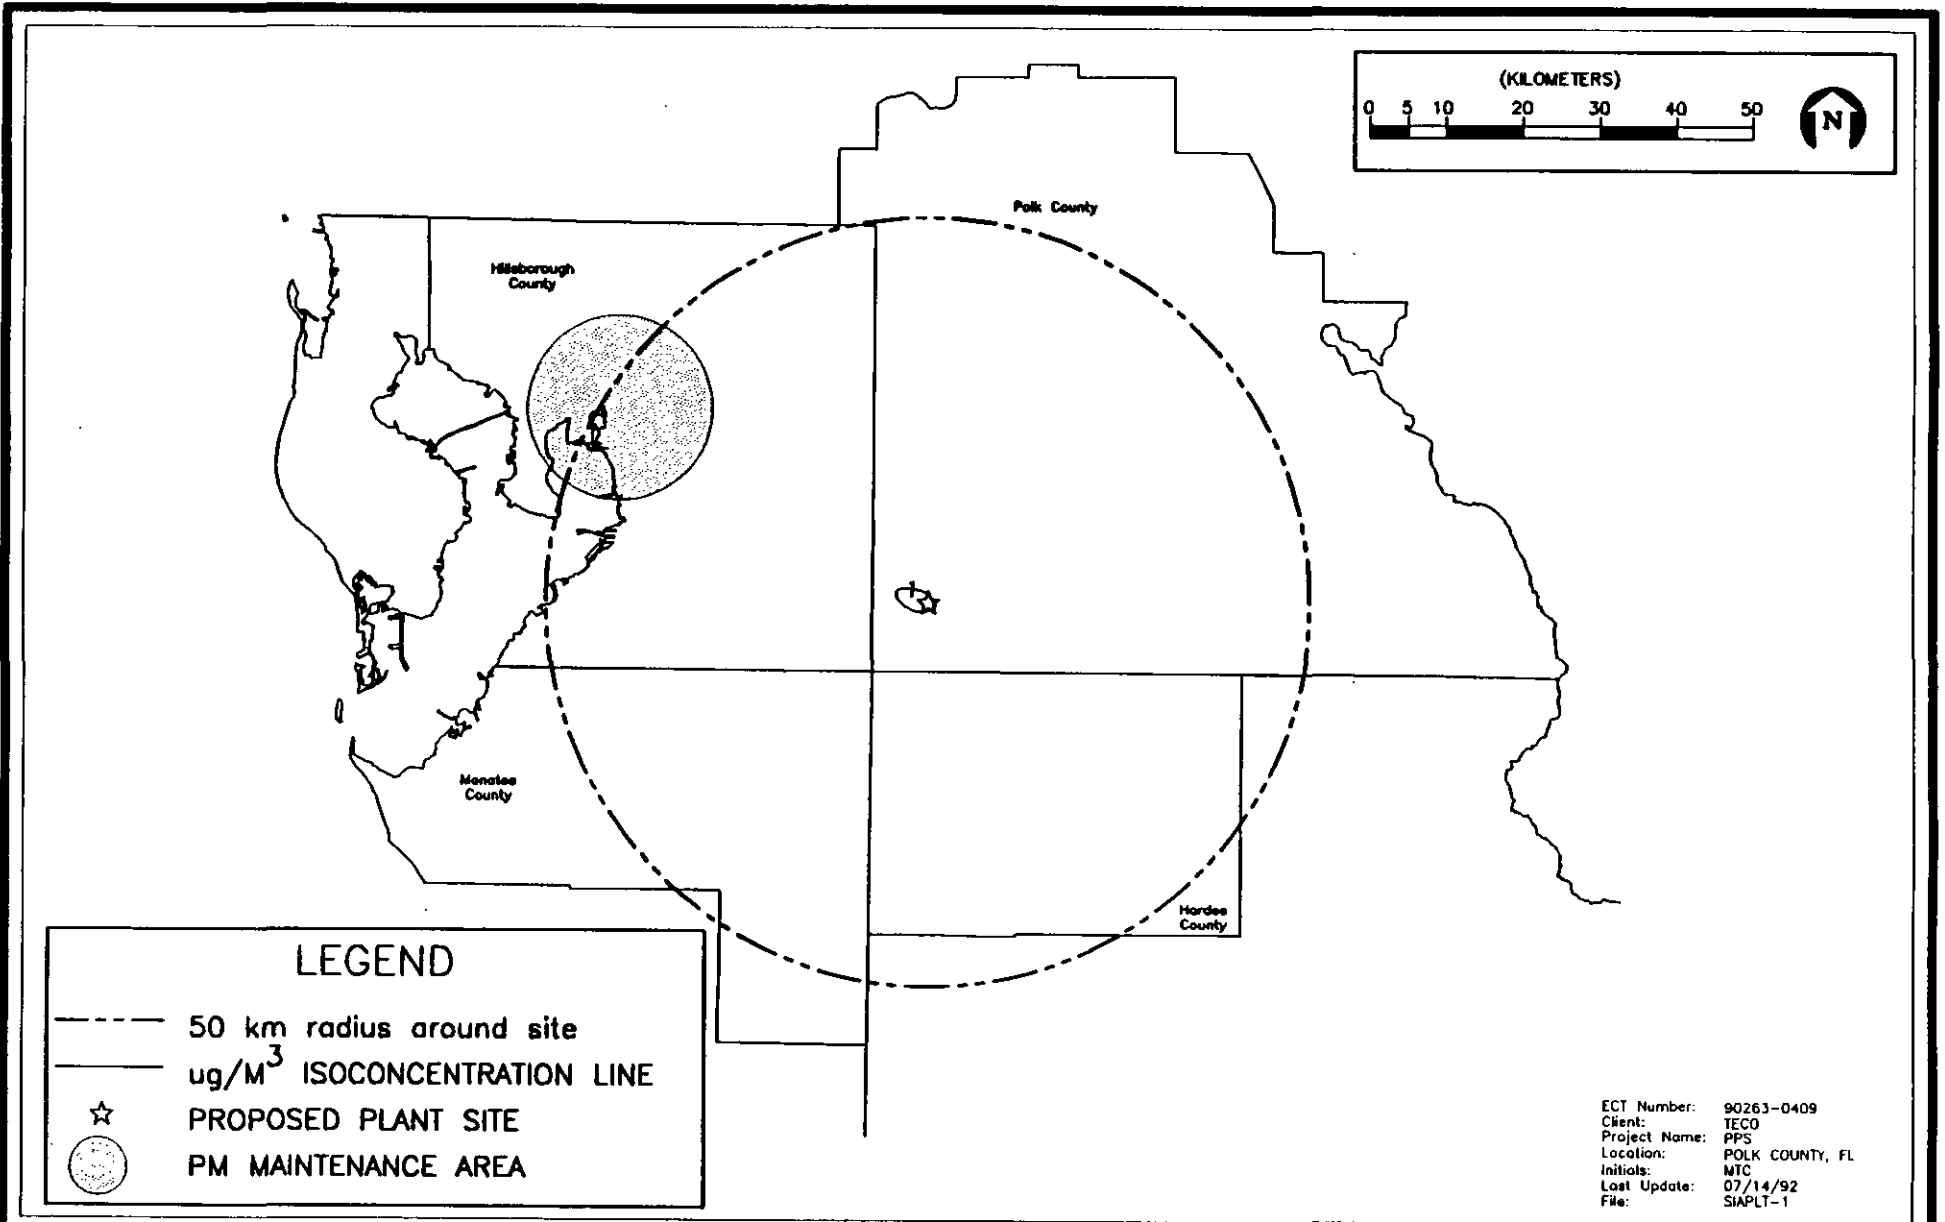 (KILOMETERS)
0 5 10 20 30 40 50
N
Polk County
Hillsborough
County
Manatee
County
Hardee
County
LEGEND
50 km radius around site
ug/M³ ISOCONCENTRATION LINE
PROPOSED PLANT SITE
PM MAINTENANCE AREA
ECT Number: 90263-0409
Client: TECO
Project Name: PPS
Location: POLK COUNTY, FL
Initials: MTC
Last Update: 07/14/92
File: SIAPLT-1